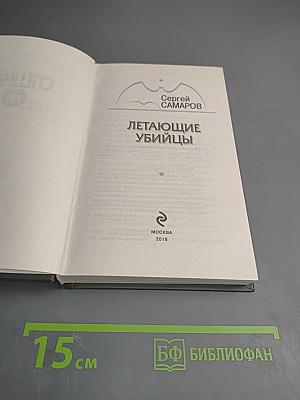 Сергей
САМАРОВ
ЛЕТАЮЩИЕ
УБИЙЦЫ
МОСКВА
2018
15 см
БФ БИБЛИОФАН